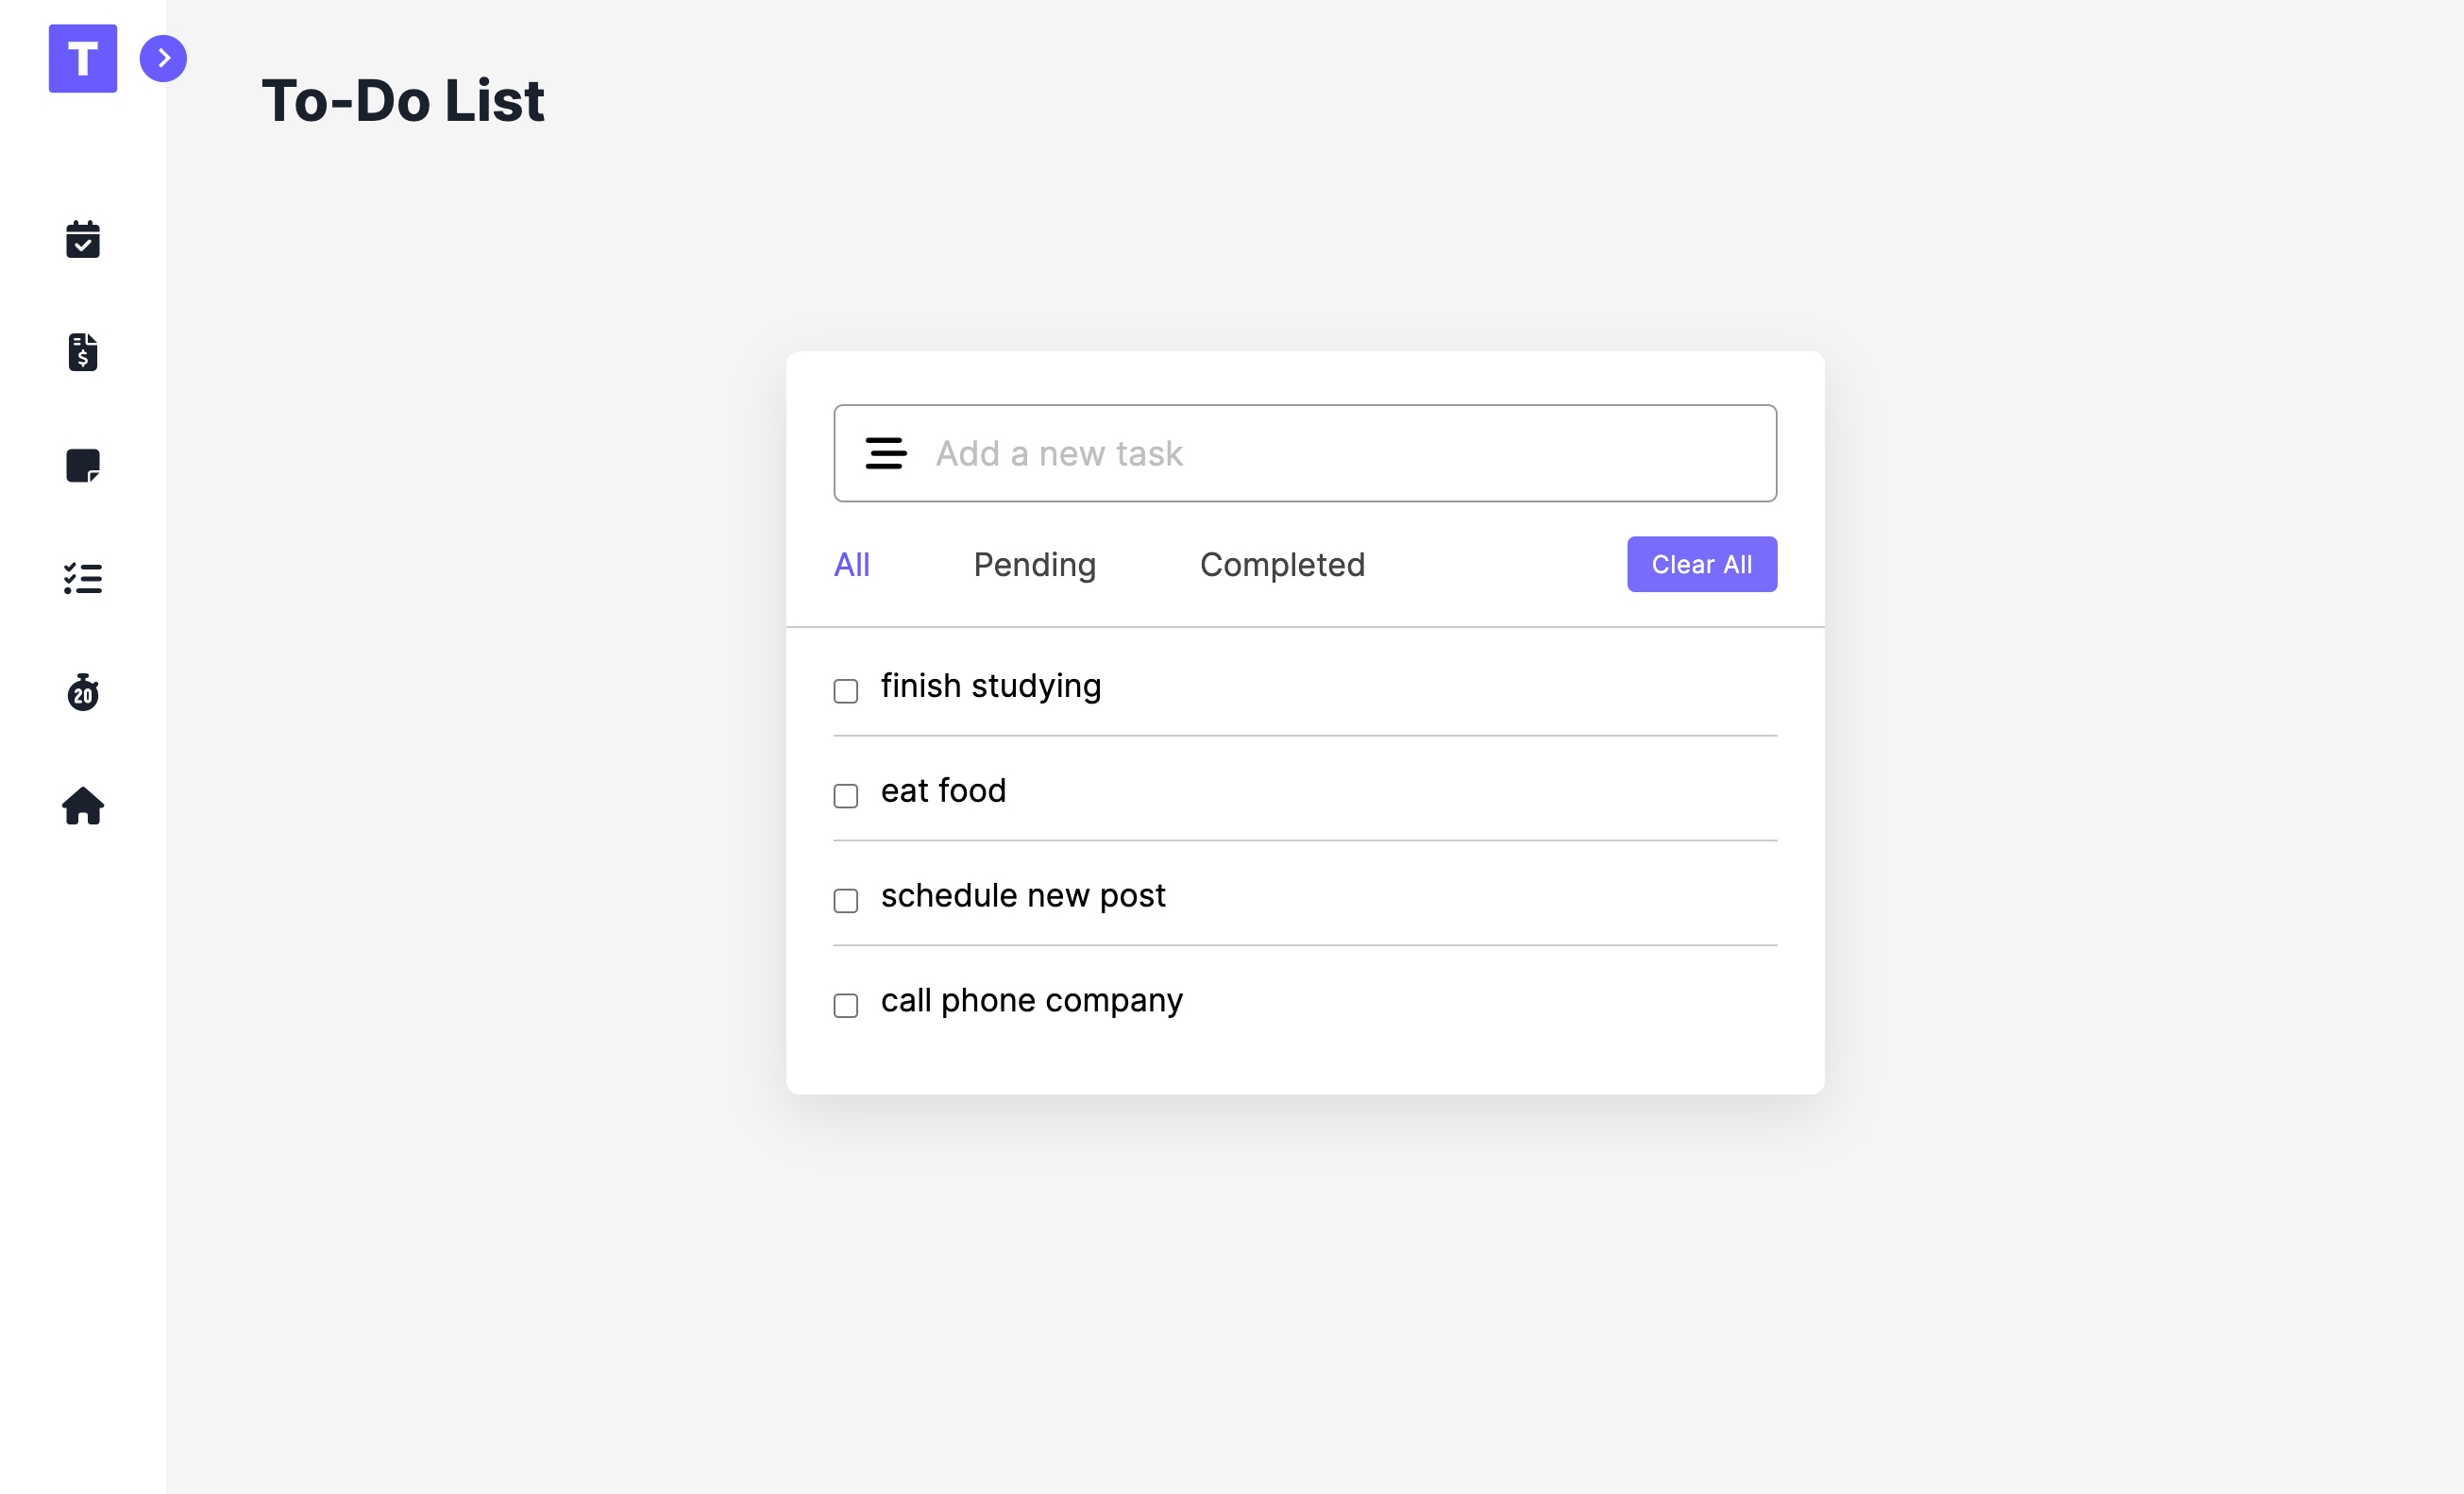 T
To-Do List
$
20
Add a new task
All Pending Completed Clear All
finish studying
eat food
schedule new post
call phone company